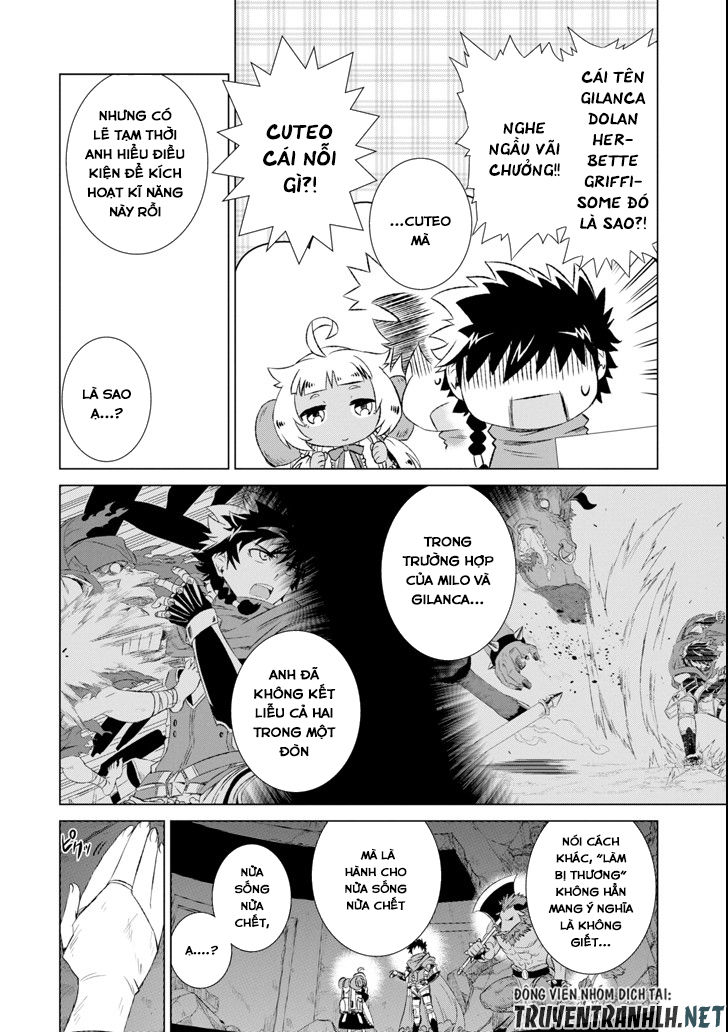 CÁI TÊN
GILANCA
DOLAN
HER-
BETTE
GRIFFI-
SOME ĐÓ
LÀ SAO?!
NGHE
NGẦU VÃI
CHƯỞNG!!
...CUTEO
MÀ
CUTEO
CÁI NỖI
GÌ?!
NHƯNG CÓ
LẼ TẠM THỜI
ANH HIỂU ĐIỀU
KIỆN ĐỂ KÍCH
HOẠT KĨ NĂNG
NÀY RỒI
LÀ SAO
Ạ...?
TRONG
TRƯỜNG HỢP
CỦA MILO VÀ
GILANCA...
ANH ĐÃ
KHÔNG KẾT
LIỄU CẢ HAI
TRONG MỘT
ĐÒN
NÓI CÁCH
KHÁC, "LÀM
BỊ THƯƠNG"
KHÔNG HẲN
MANG Ý NGHĨA
LÀ KHÔNG
GIẾT...
MÀ LÀ
HÀNH CHO
NỬA SỐNG
NỬA CHẾT
NỬA
SỐNG
NỬA
CHẾT,
Ạ....?
ピクッ
ĐỘNG VIÊN NHÓM DỊCH TẠI:
TRUYENTRANHLH.NET